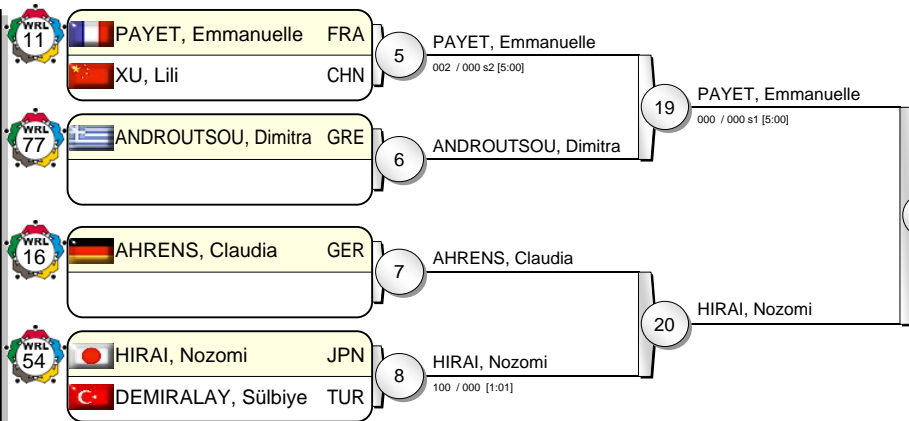 WRL
11
PAYET, Emmanuelle FRA
XU, Lili CHN
5
PAYET, Emmanuelle
002 / 000 s2 [5:00]
19
PAYET, Emmanuelle
000 / 000 s1 [5:00]
WRL
77
ANDROUTSOU, Dimitra GRE
6
ANDROUTSOU, Dimitra
WRL
16
AHRENS, Claudia GER
7
AHRENS, Claudia
20
HIRAI, Nozomi
WRL
54
HIRAI, Nozomi JPN
DEMIRALAY, Sülbiye TUR
8
HIRAI, Nozomi
100 / 000 [1:01]